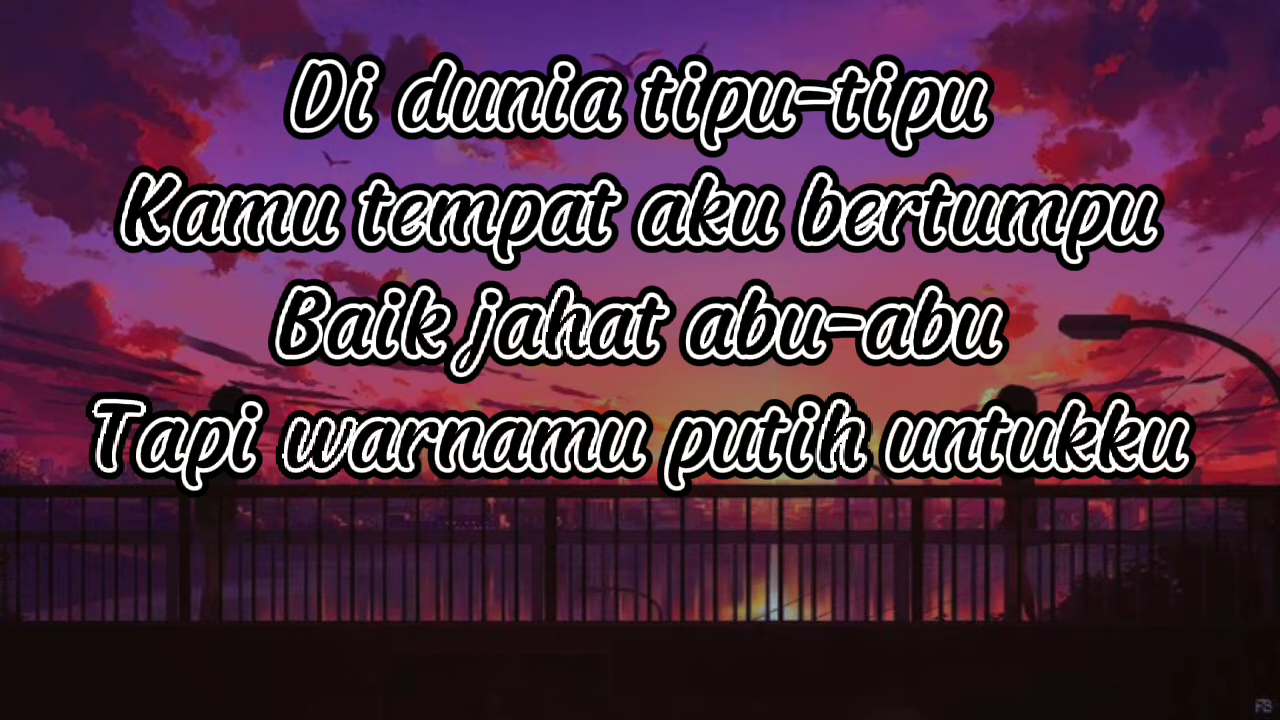 Di dunia tipu-tipu
Kamu tempat aku bertumpu
Baik jahat abu-abu
Tapi warnamu putih untukku